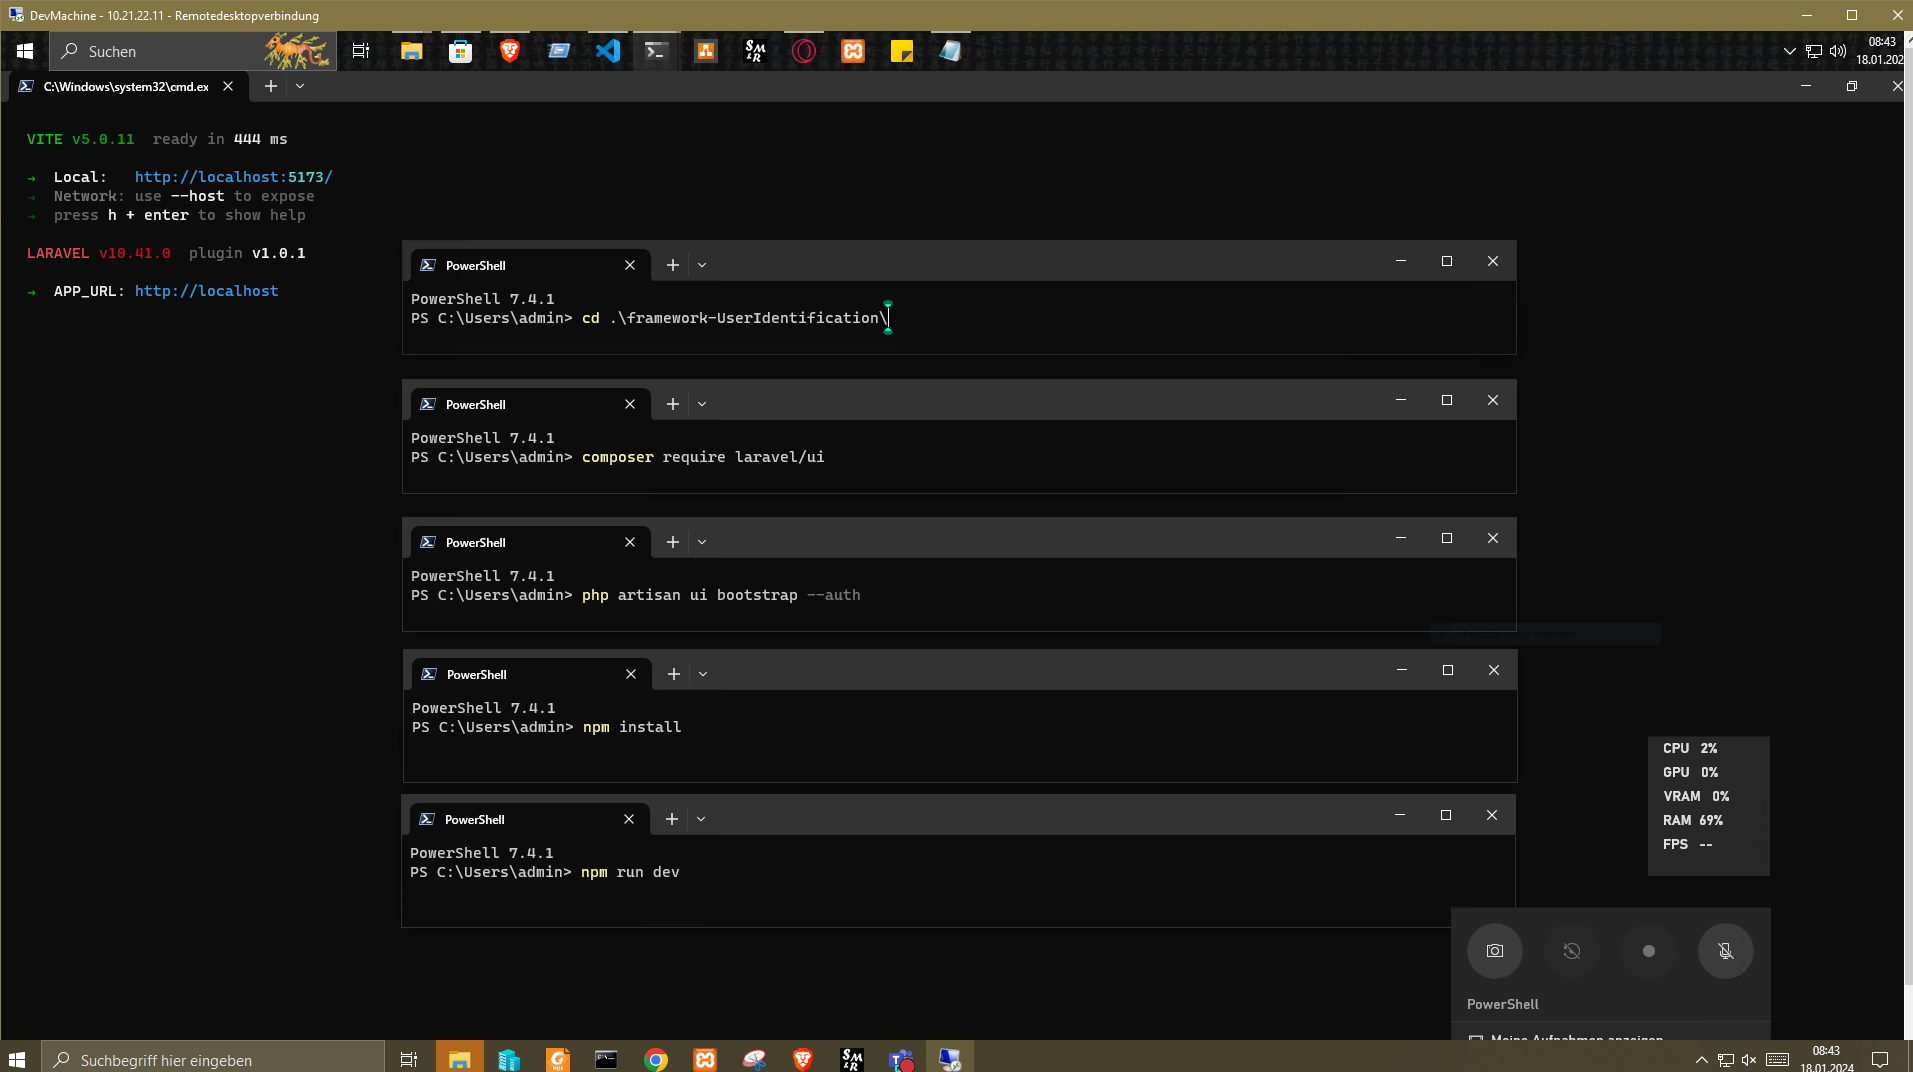 DevMachine - 10.21.22.11 - Remotedesktopverbindung
Suchen
08:43
18.01.202
C:\Windows\system32\cmd.ex
VITE v5.0.11 ready in 444 ms
➜ Local: http://localhost:5173/
➜ Network: use --host to expose
➜ press h + enter to show help
LARAVEL v10.41.0 plugin v1.0.1
➜ APP_URL: http://localhost
PowerShell
PowerShell 7.4.1
PS C:\Users\admin> cd .\framework-UserIdentification\
PowerShell
PowerShell 7.4.1
PS C:\Users\admin> composer require laravel/ui
PowerShell
PowerShell 7.4.1
PS C:\Users\admin> php artisan ui bootstrap --auth
PowerShell
PowerShell 7.4.1
PS C:\Users\admin> npm install
PowerShell
PowerShell 7.4.1
PS C:\Users\admin> npm run dev
CPU 2%
GPU 0%
VRAM 0%
RAM 69%
FPS --
PowerShell
Meine Aufnahmen anzeigen
Suchbegriff hier eingeben
08:43
18.01.2024